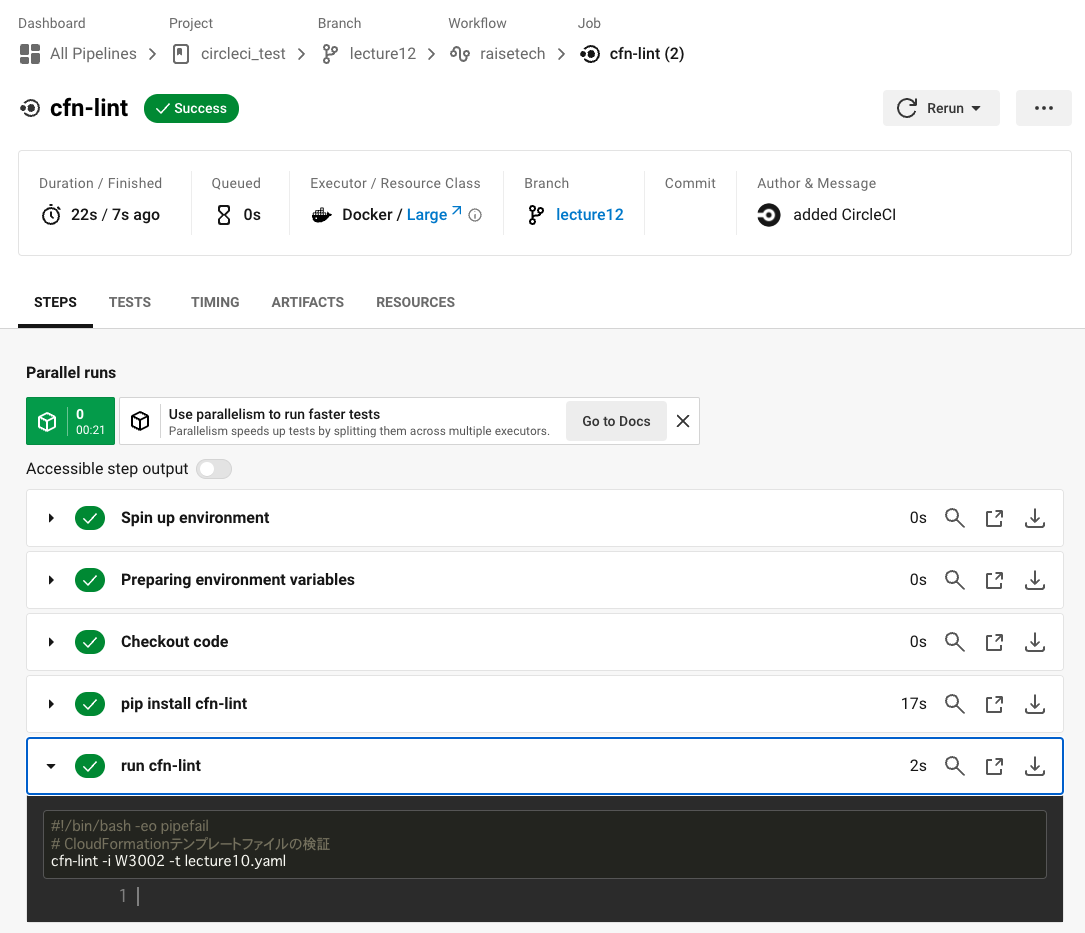 Dashboard Project Branch Workflow Job
All Pipelines circleci_test lecture12 raisetech cfn-lint (2)
cfn-lint Success Rerun
Duration / Finished Queued Executor / Resource Class Branch Commit Author & Message
22s / 7s ago 0s Docker / Large lecture12 added CircleCI
STEPS TESTS TIMING ARTIFACTS RESOURCES
Parallel runs
0
00:21
Use parallelism to run faster tests
Parallelism speeds up tests by splitting them across multiple executors.
Go to Docs
Accessible step output
Spin up environment 0s
Preparing environment variables 0s
Checkout code 0s
pip install cfn-lint 17s
run cfn-lint 2s
#!/bin/bash -eo pipefail
# CloudFormationテンプレートファイルの検証
cfn-lint -i W3002 -t lecture10.yaml
1